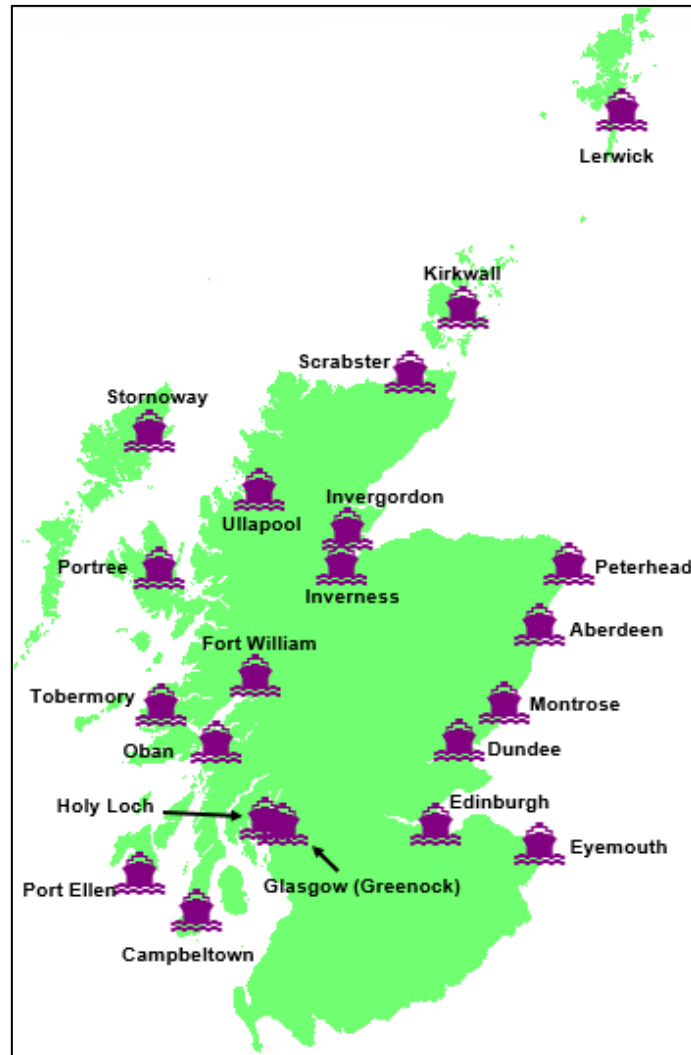 Lerwick
Kirkwall
Scrabster
Stornoway
Invergordon
Ullapool
Portree
Peterhead
Inverness
Aberdeen
Fort William
Tobermory
Montrose
Oban
Dundee
Holy Loch
Edinburgh
Eyemouth
Port Ellen
Glasgow (Greenock)
Campbeltown